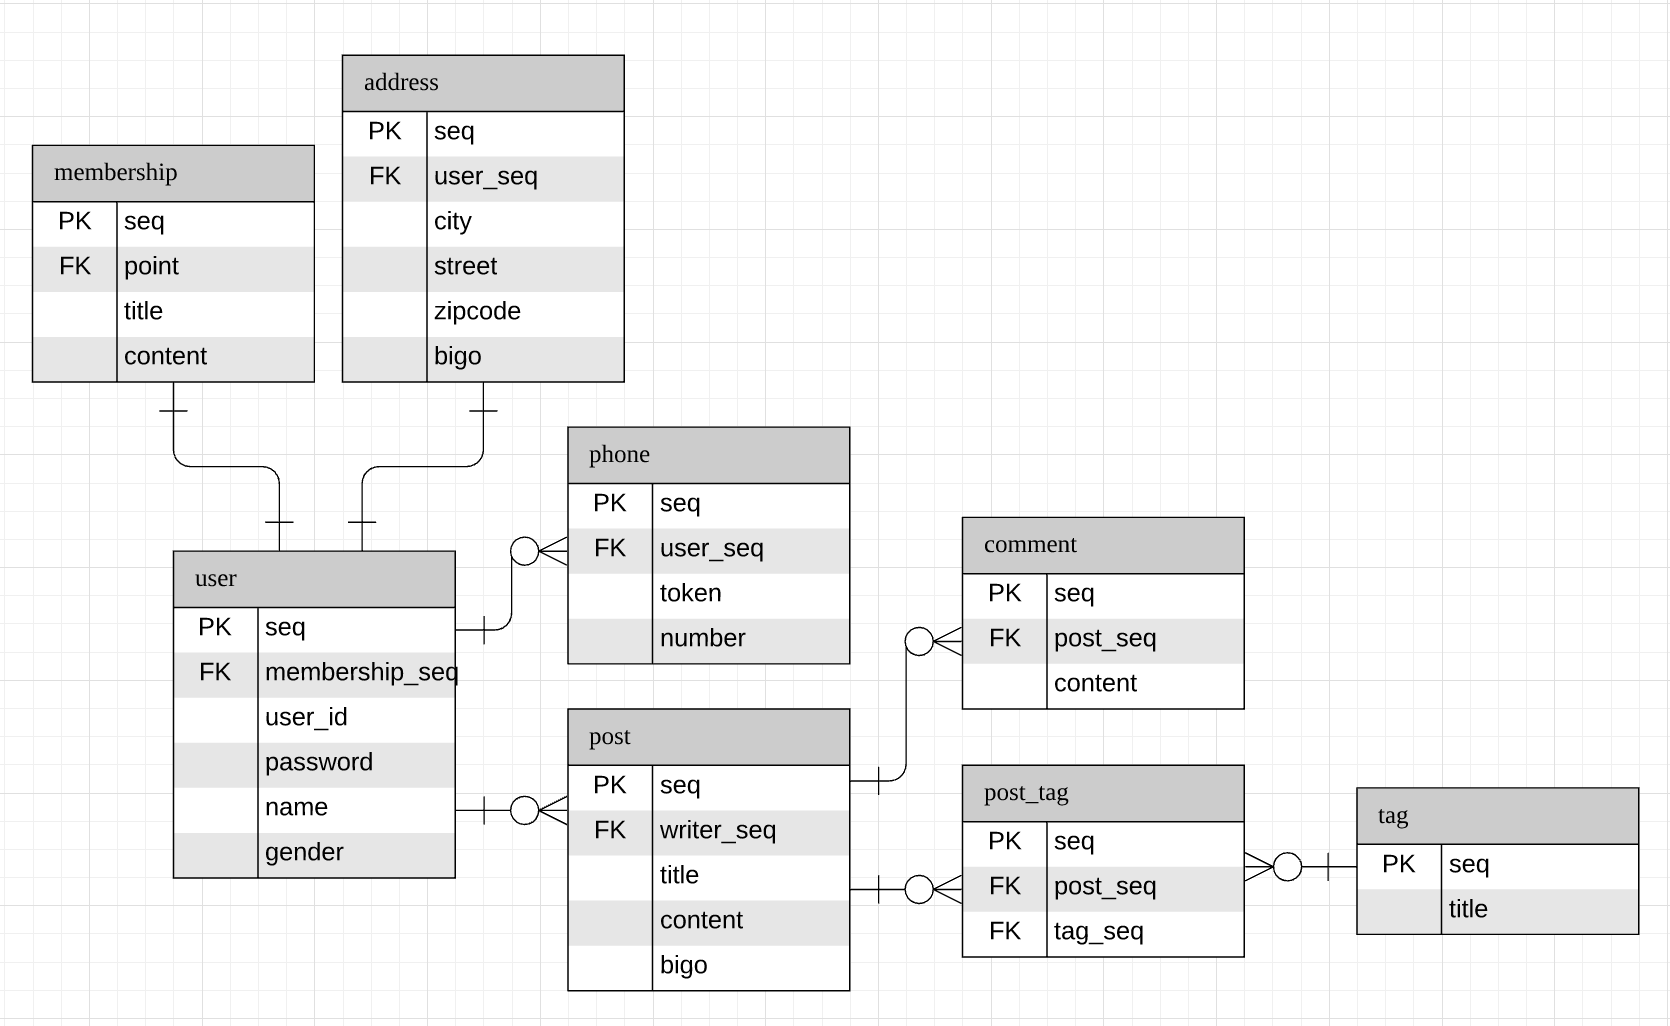 address
PK seq
FK user_seq
city
street
zipcode
bigo
membership
PK seq
FK point
title
content
phone
PK seq
FK user_seq
token
number
user
PK seq
FK membership_seq
user_id
password
name
gender
comment
PK seq
FK post_seq
content
post
PK seq
FK writer_seq
title
content
bigo
post_tag
PK seq
FK post_seq
FK tag_seq
tag
PK seq
title